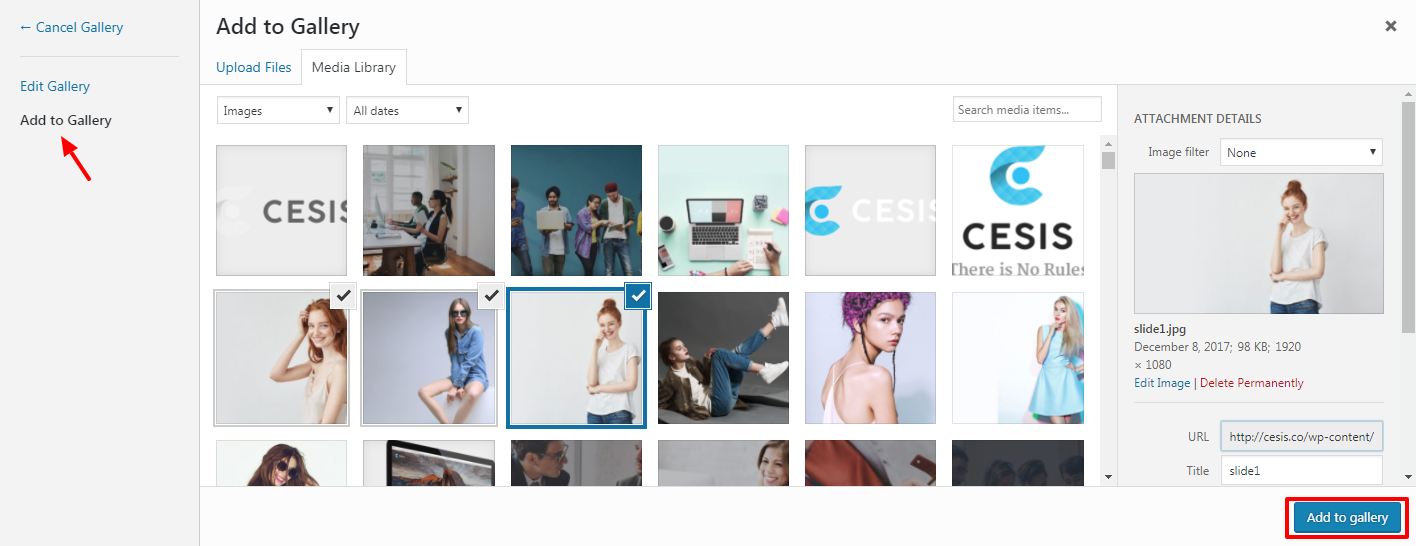 ← Cancel Gallery
Edit Gallery
Add to Gallery
Add to Gallery
Upload Files
Media Library
Images
All dates
Search media items...
CESIS
CESIS
CESIS
There is No Rules
ATTACHMENT DETAILS
Image filter
None
slide1.jpg
December 8, 2017; 98 KB; 1920
× 1080
Edit Image | Delete Permanently
URL
http://cesis.co/wp-content/
Title
slide1
Add to gallery